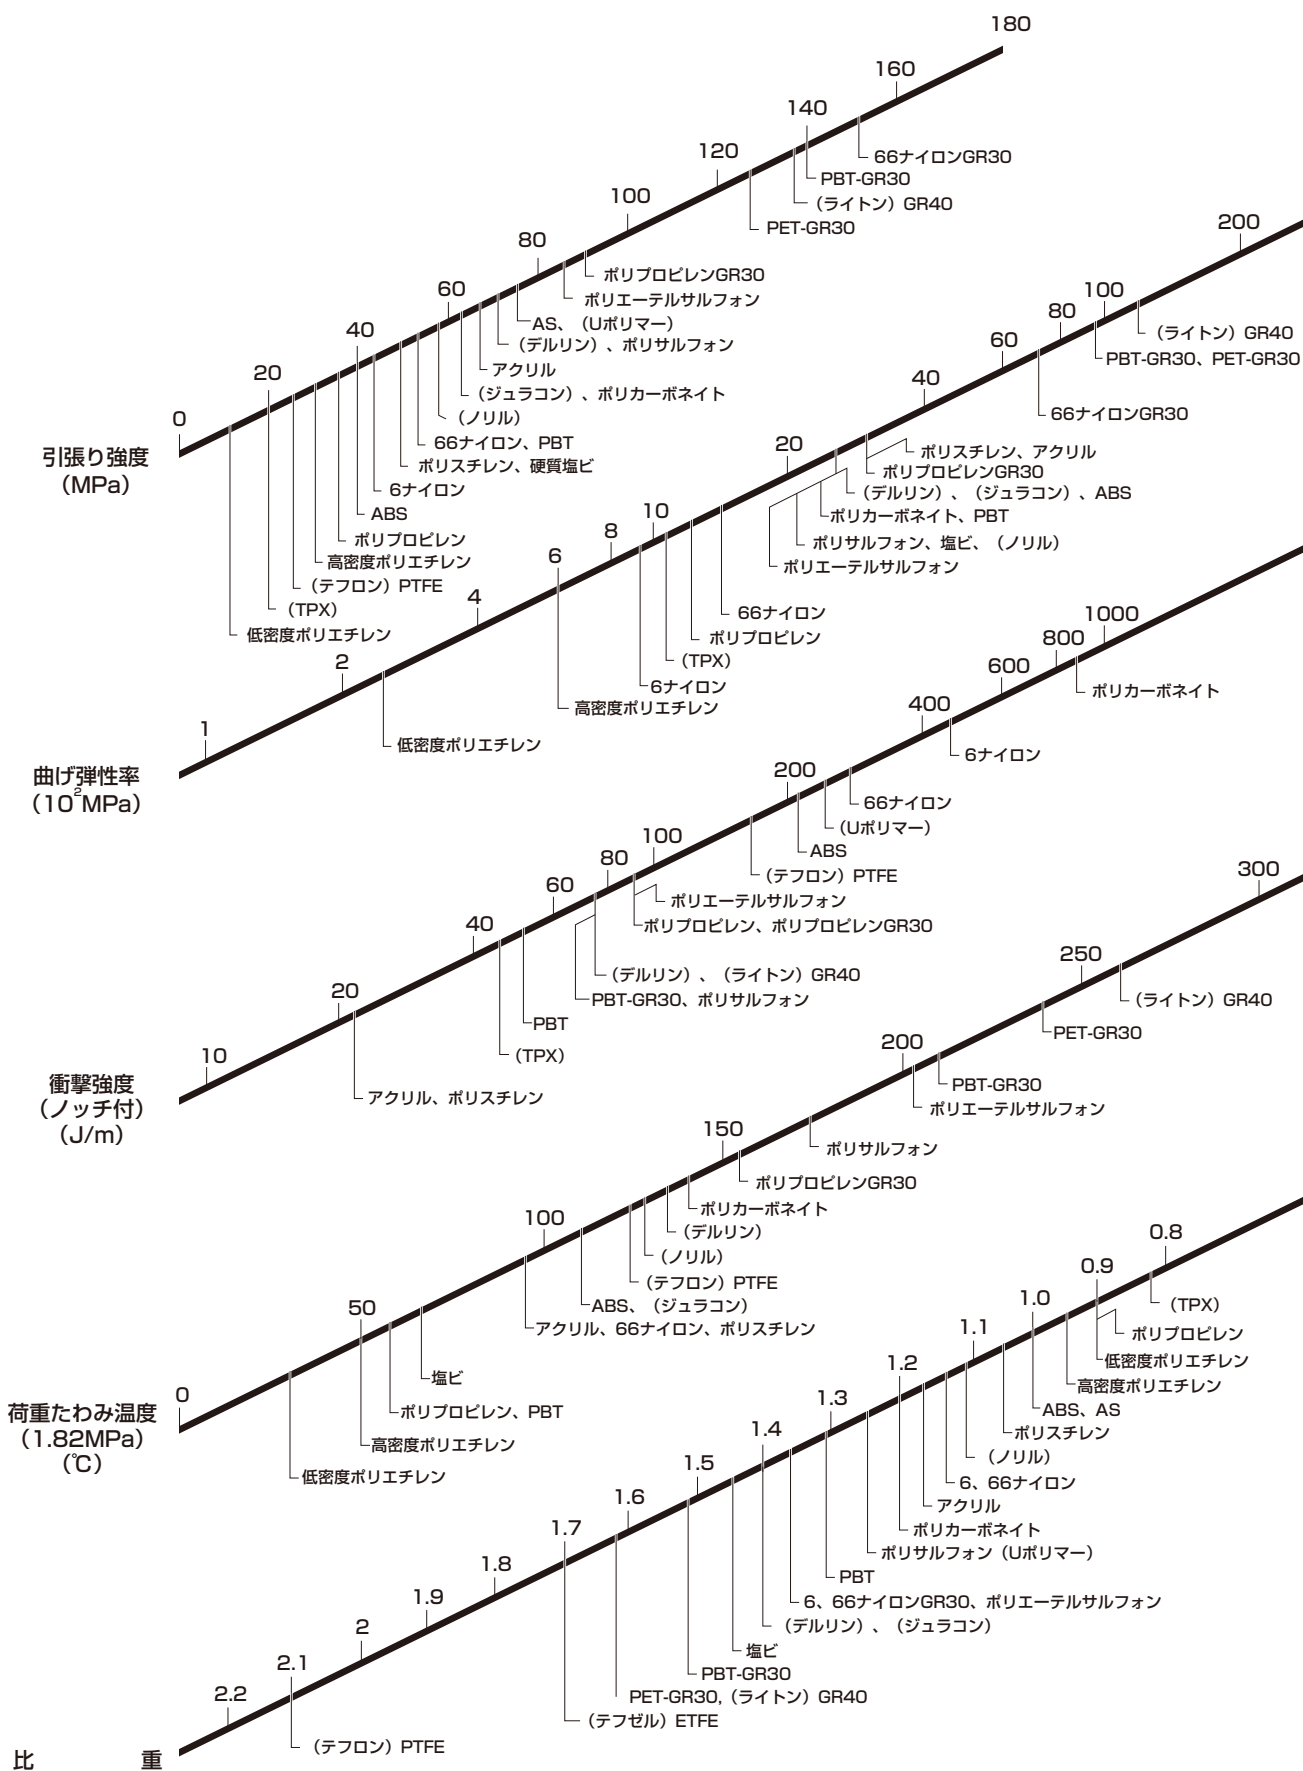 引張り強度
（MPa）
0
20
40
60
80
100
120
140
160
180
66ナイロンGR30
PBT-GR30
（ライトン）GR40
PET-GR30
ポリプロピレンGR30
ポリエーテルサルフォン
AS、（Uポリマー）
（デルリン）、ポリサルフォン
アクリル
（ジュラコン）、ポリカーボネイト
（ノリル）
66ナイロン、PBT
ポリスチレン、硬質塩ビ
6ナイロン
ABS
ポリプロピレン
高密度ポリエチレン
（テフロン）PTFE
（TPX）
低密度ポリエチレン
曲げ弾性率
（10²MPa）
1
2
4
6
8
10
20
40
60
80
100
200
（ライトン）GR40
PBT-GR30、PET-GR30
66ナイロンGR30
ポリスチレン、アクリル
ポリプロピレンGR30
（デルリン）、（ジュラコン）、ABS
ポリカーボネイト、PBT
ポリサルフォン、塩ビ、（ノリル）
ポリエーテルサルフォン
66ナイロン
ポリプロピレン
（TPX）
6ナイロン
高密度ポリエチレン
低密度ポリエチレン
衝撃強度
（ノッチ付）
（J/m）
10
20
40
60
80
100
200
400
600
800
1000
ポリカーボネイト
6ナイロン
66ナイロン
（Uポリマー）
ABS
（テフロン）PTFE
ポリエーテルサルフォン
ポリプロピレン、ポリプロピレンGR30
（デルリン）、（ライトン）GR40
PBT-GR30、ポリサルフォン
PBT
（TPX）
アクリル、ポリスチレン
荷重たわみ温度
（1.82MPa）
（℃）
0
50
100
150
200
250
300
（ライトン）GR40
PET-GR30
PBT-GR30
ポリエーテルサルフォン
ポリサルフォン
ポリプロピレンGR30
ポリカーボネイト
（デルリン）
（ノリル）
（テフロン）PTFE
ABS、（ジュラコン）
アクリル、66ナイロン、ポリスチレン
塩ビ
ポリプロピレン、PBT
高密度ポリエチレン
低密度ポリエチレン
比　重
2.2
2.1
2
1.9
1.8
1.7
1.6
1.5
1.4
1.3
1.2
1.1
1.0
0.9
0.8
（TPX）
ポリプロピレン
低密度ポリエチレン
高密度ポリエチレン
ABS、AS
ポリスチレン
（ノリル）
6、66ナイロン
アクリル
ポリカーボネイト
ポリサルフォン（Uポリマー）
PBT
6、66ナイロンGR30、ポリエーテルサルフォン
（デルリン）、（ジュラコン）
塩ビ
PBT-GR30
PET-GR30,（ライトン）GR40
（テフゼル）ETFE
（テフロン）PTFE